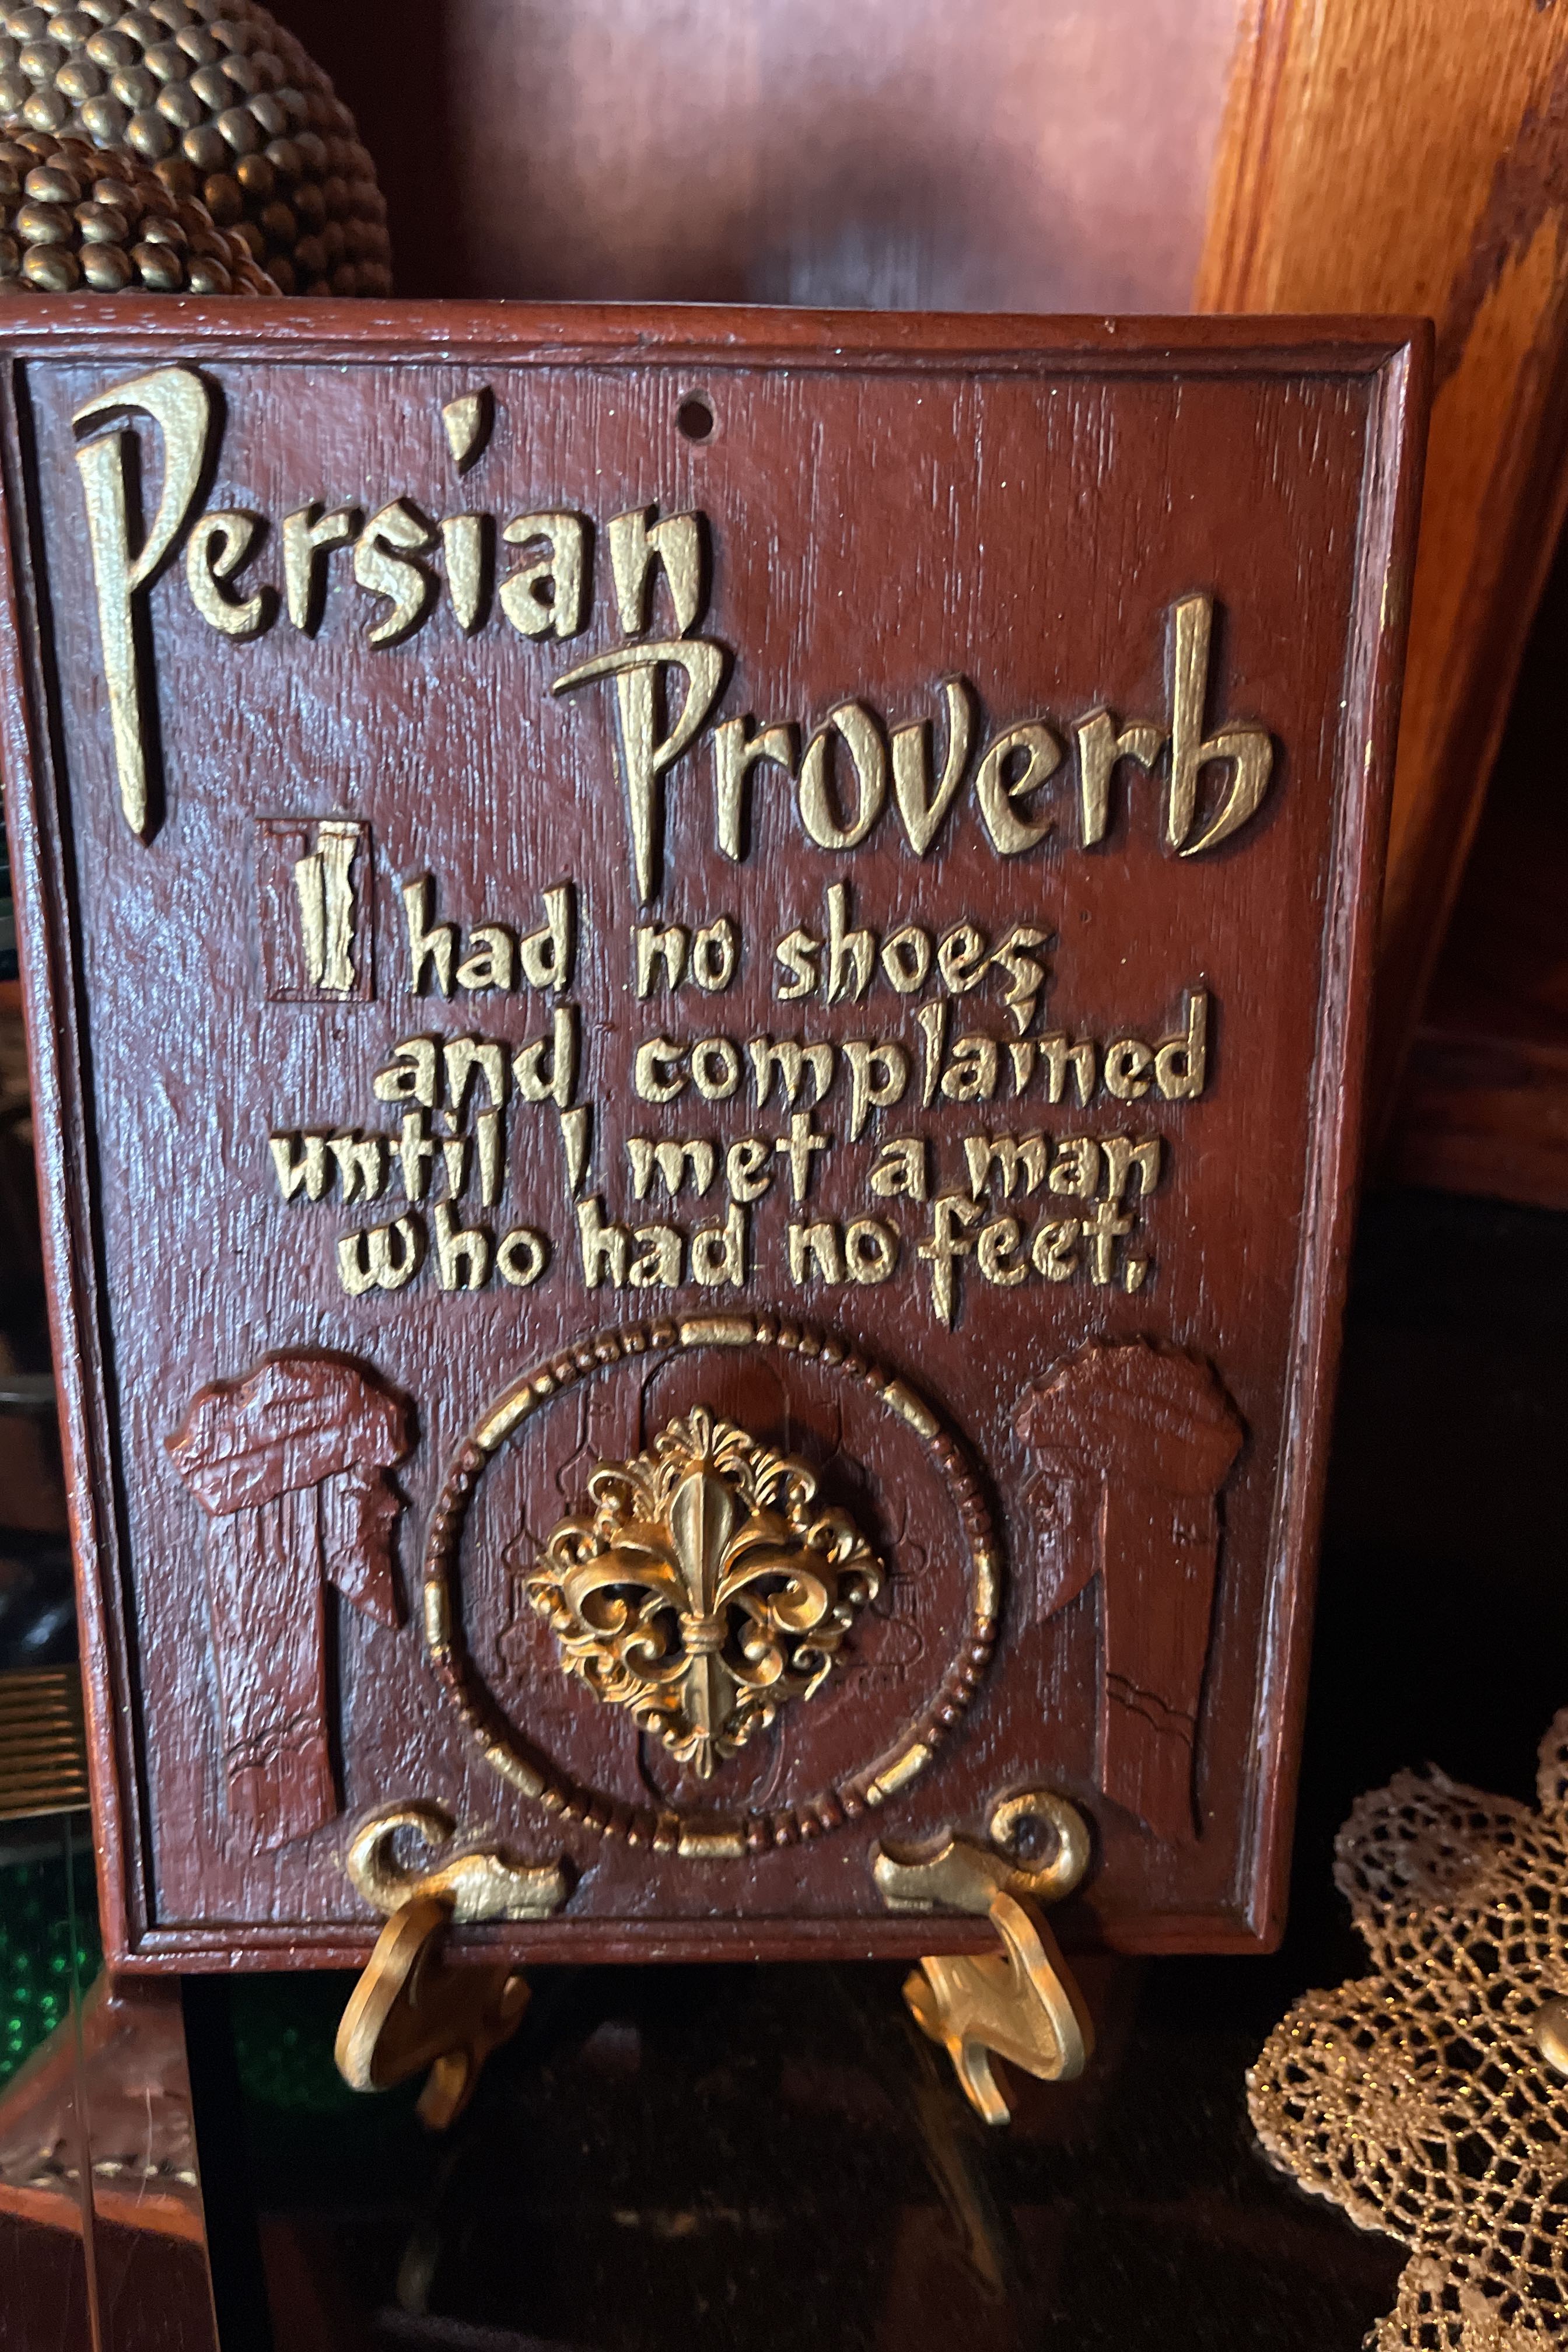 Persian
Proverb
I had no shoes
and complained
until I met a man
who had no feet.